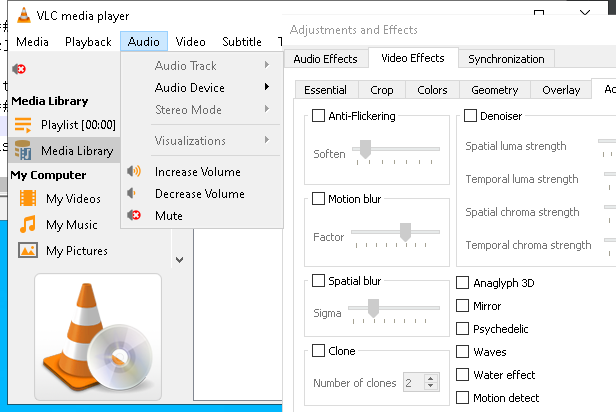 VLC media player
Media Playback Audio Video Subtitle
Audio Track
Audio Device
Stereo Mode
Visualizations
Increase Volume
Decrease Volume
Mute
Media Library
Playlist [00:00]
Media Library
My Computer
My Videos
My Music
My Pictures
Adjustments and Effects
Audio Effects Video Effects Synchronization
Essential Crop Colors Geometry Overlay
Anti-Flickering
Soften
Motion blur
Factor
Spatial blur
Sigma
Clone
Number of clones 2
Denoiser
Spatial luma strength
Temporal luma strength
Spatial chroma strength
Temporal chroma strength
Anaglyph 3D
Mirror
Psychedelic
Waves
Water effect
Motion detect